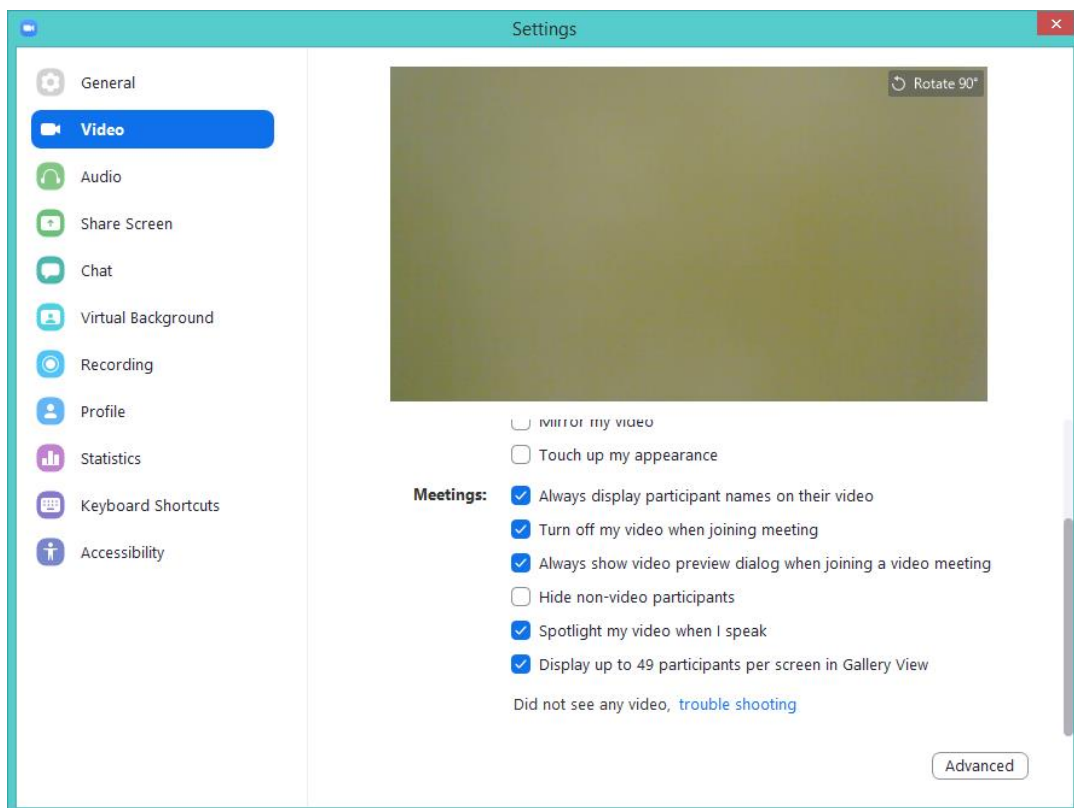 Settings
General
Video
Audio
Share Screen
Chat
Virtual Background
Recording
Profile
Statistics
Keyboard Shortcuts
Accessibility
Rotate 90°
Mirror my video
Touch up my appearance
Meetings:
Always display participant names on their video
Turn off my video when joining meeting
Always show video preview dialog when joining a video meeting
Hide non-video participants
Spotlight my video when I speak
Display up to 49 participants per screen in Gallery View
Did not see any video, trouble shooting
Advanced